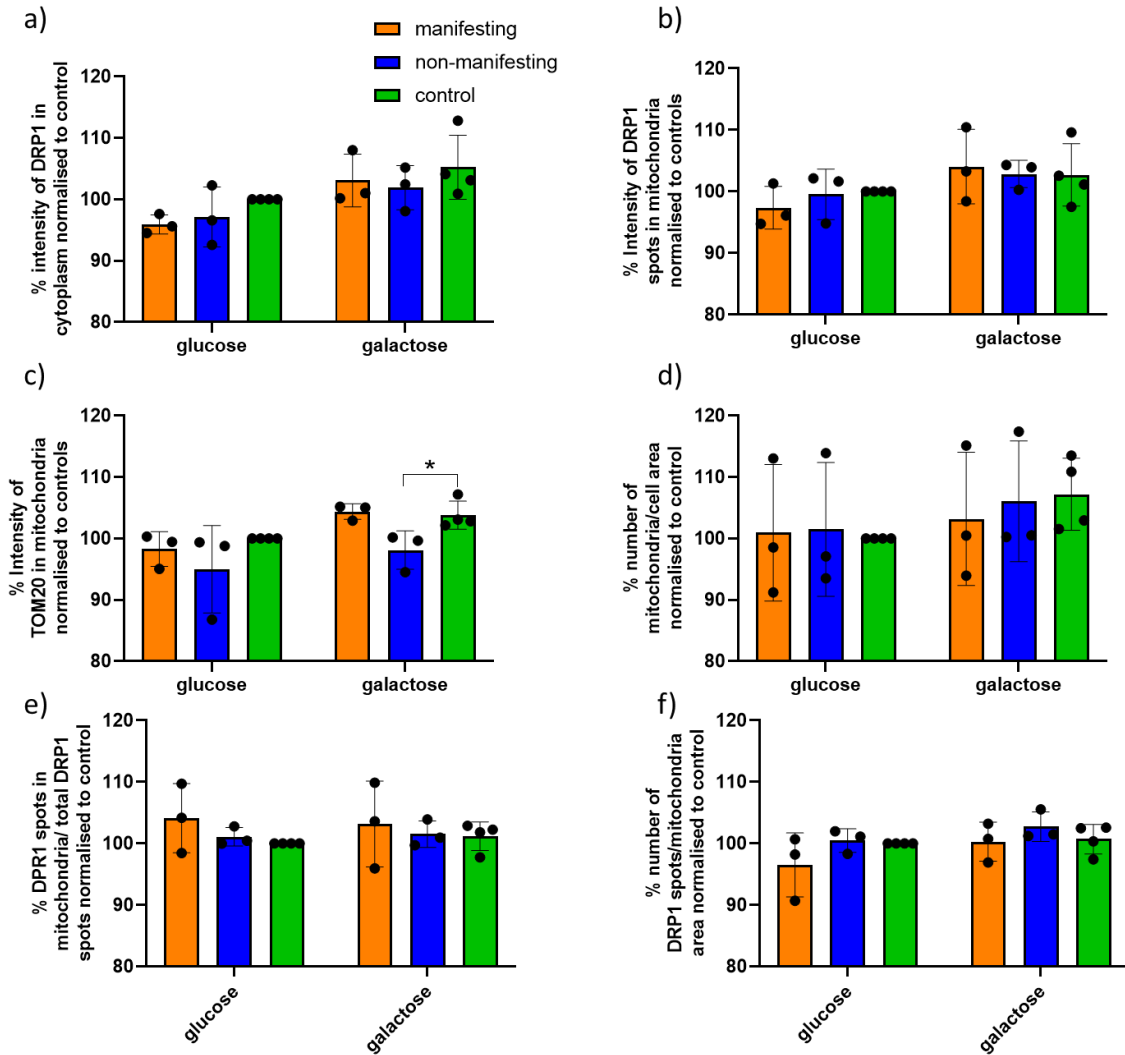 a)
manifesting
non-manifesting
control
% intensity of DRP1 in
cytoplasm normalised to control
120
110
100
90
80
glucose
galactose
b)
% Intensity of DRP1
spots in mitochondria
normalised to controls
120
110
100
90
80
glucose
galactose
c)
% Intensity of
TOM20 in mitochondria
normalised to controls
120
110
100
90
80
*
glucose
galactose
d)
% number of
mitochondria/cell area
normalised to control
120
110
100
90
80
glucose
galactose
e)
% DPR1 spots in
mitochondria/ total DRP1
spots normalised to control
120
110
100
90
80
glucose
galactose
f)
% number of
DRP1 spots/mitochondria
area normalised to control
120
110
100
90
80
glucose
galactose